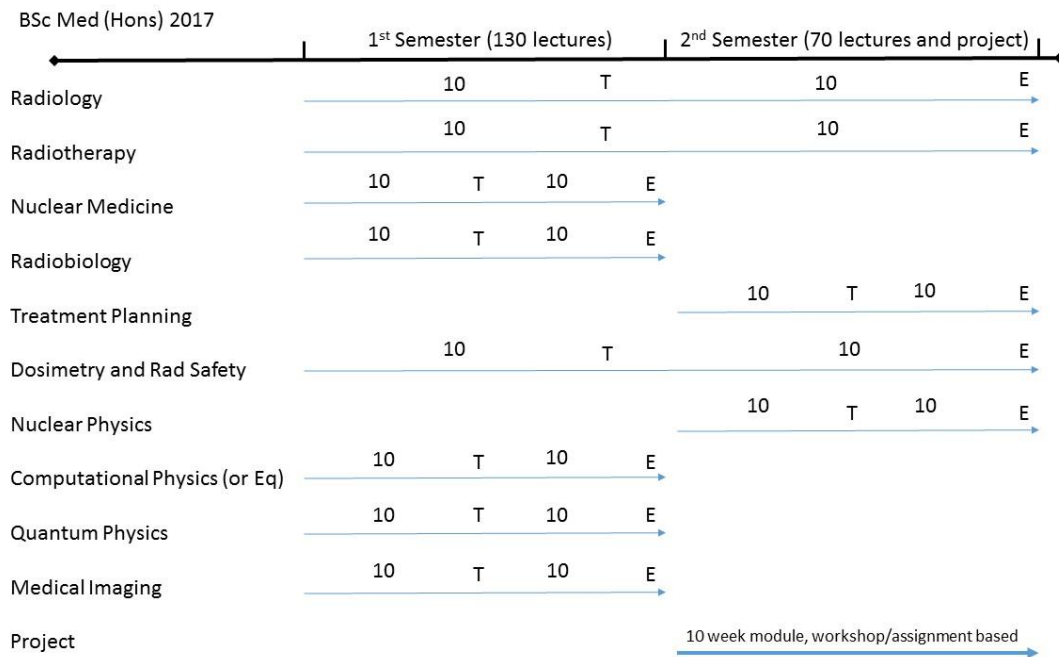 BSc Med (Hons) 2017
1st Semester (130 lectures) 2nd Semester (70 lectures and project)
Radiology 10 T 10 E
Radiotherapy 10 T 10 E
Nuclear Medicine 10 T 10 E
Radiobiology 10 T 10 E
Treatment Planning 10 T 10 E
Dosimetry and Rad Safety 10 T 10 E
Nuclear Physics 10 T 10 E
Computational Physics (or Eq) 10 T 10 E
Quantum Physics 10 T 10 E
Medical Imaging 10 T 10 E
Project 10 week module, workshop/assignment based